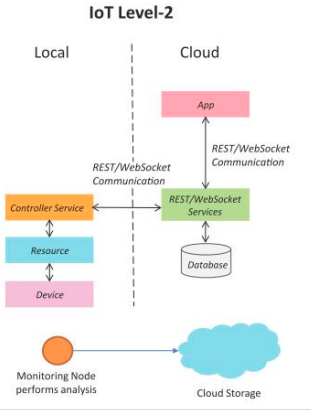 IoT Level-2
Local
Cloud
App
REST/WebSocket
Communication
REST/WebSocket
Communication
Controller Service
REST/WebSocket
Services
Resource
Database
Device
Monitoring Node
performs analysis
Cloud Storage